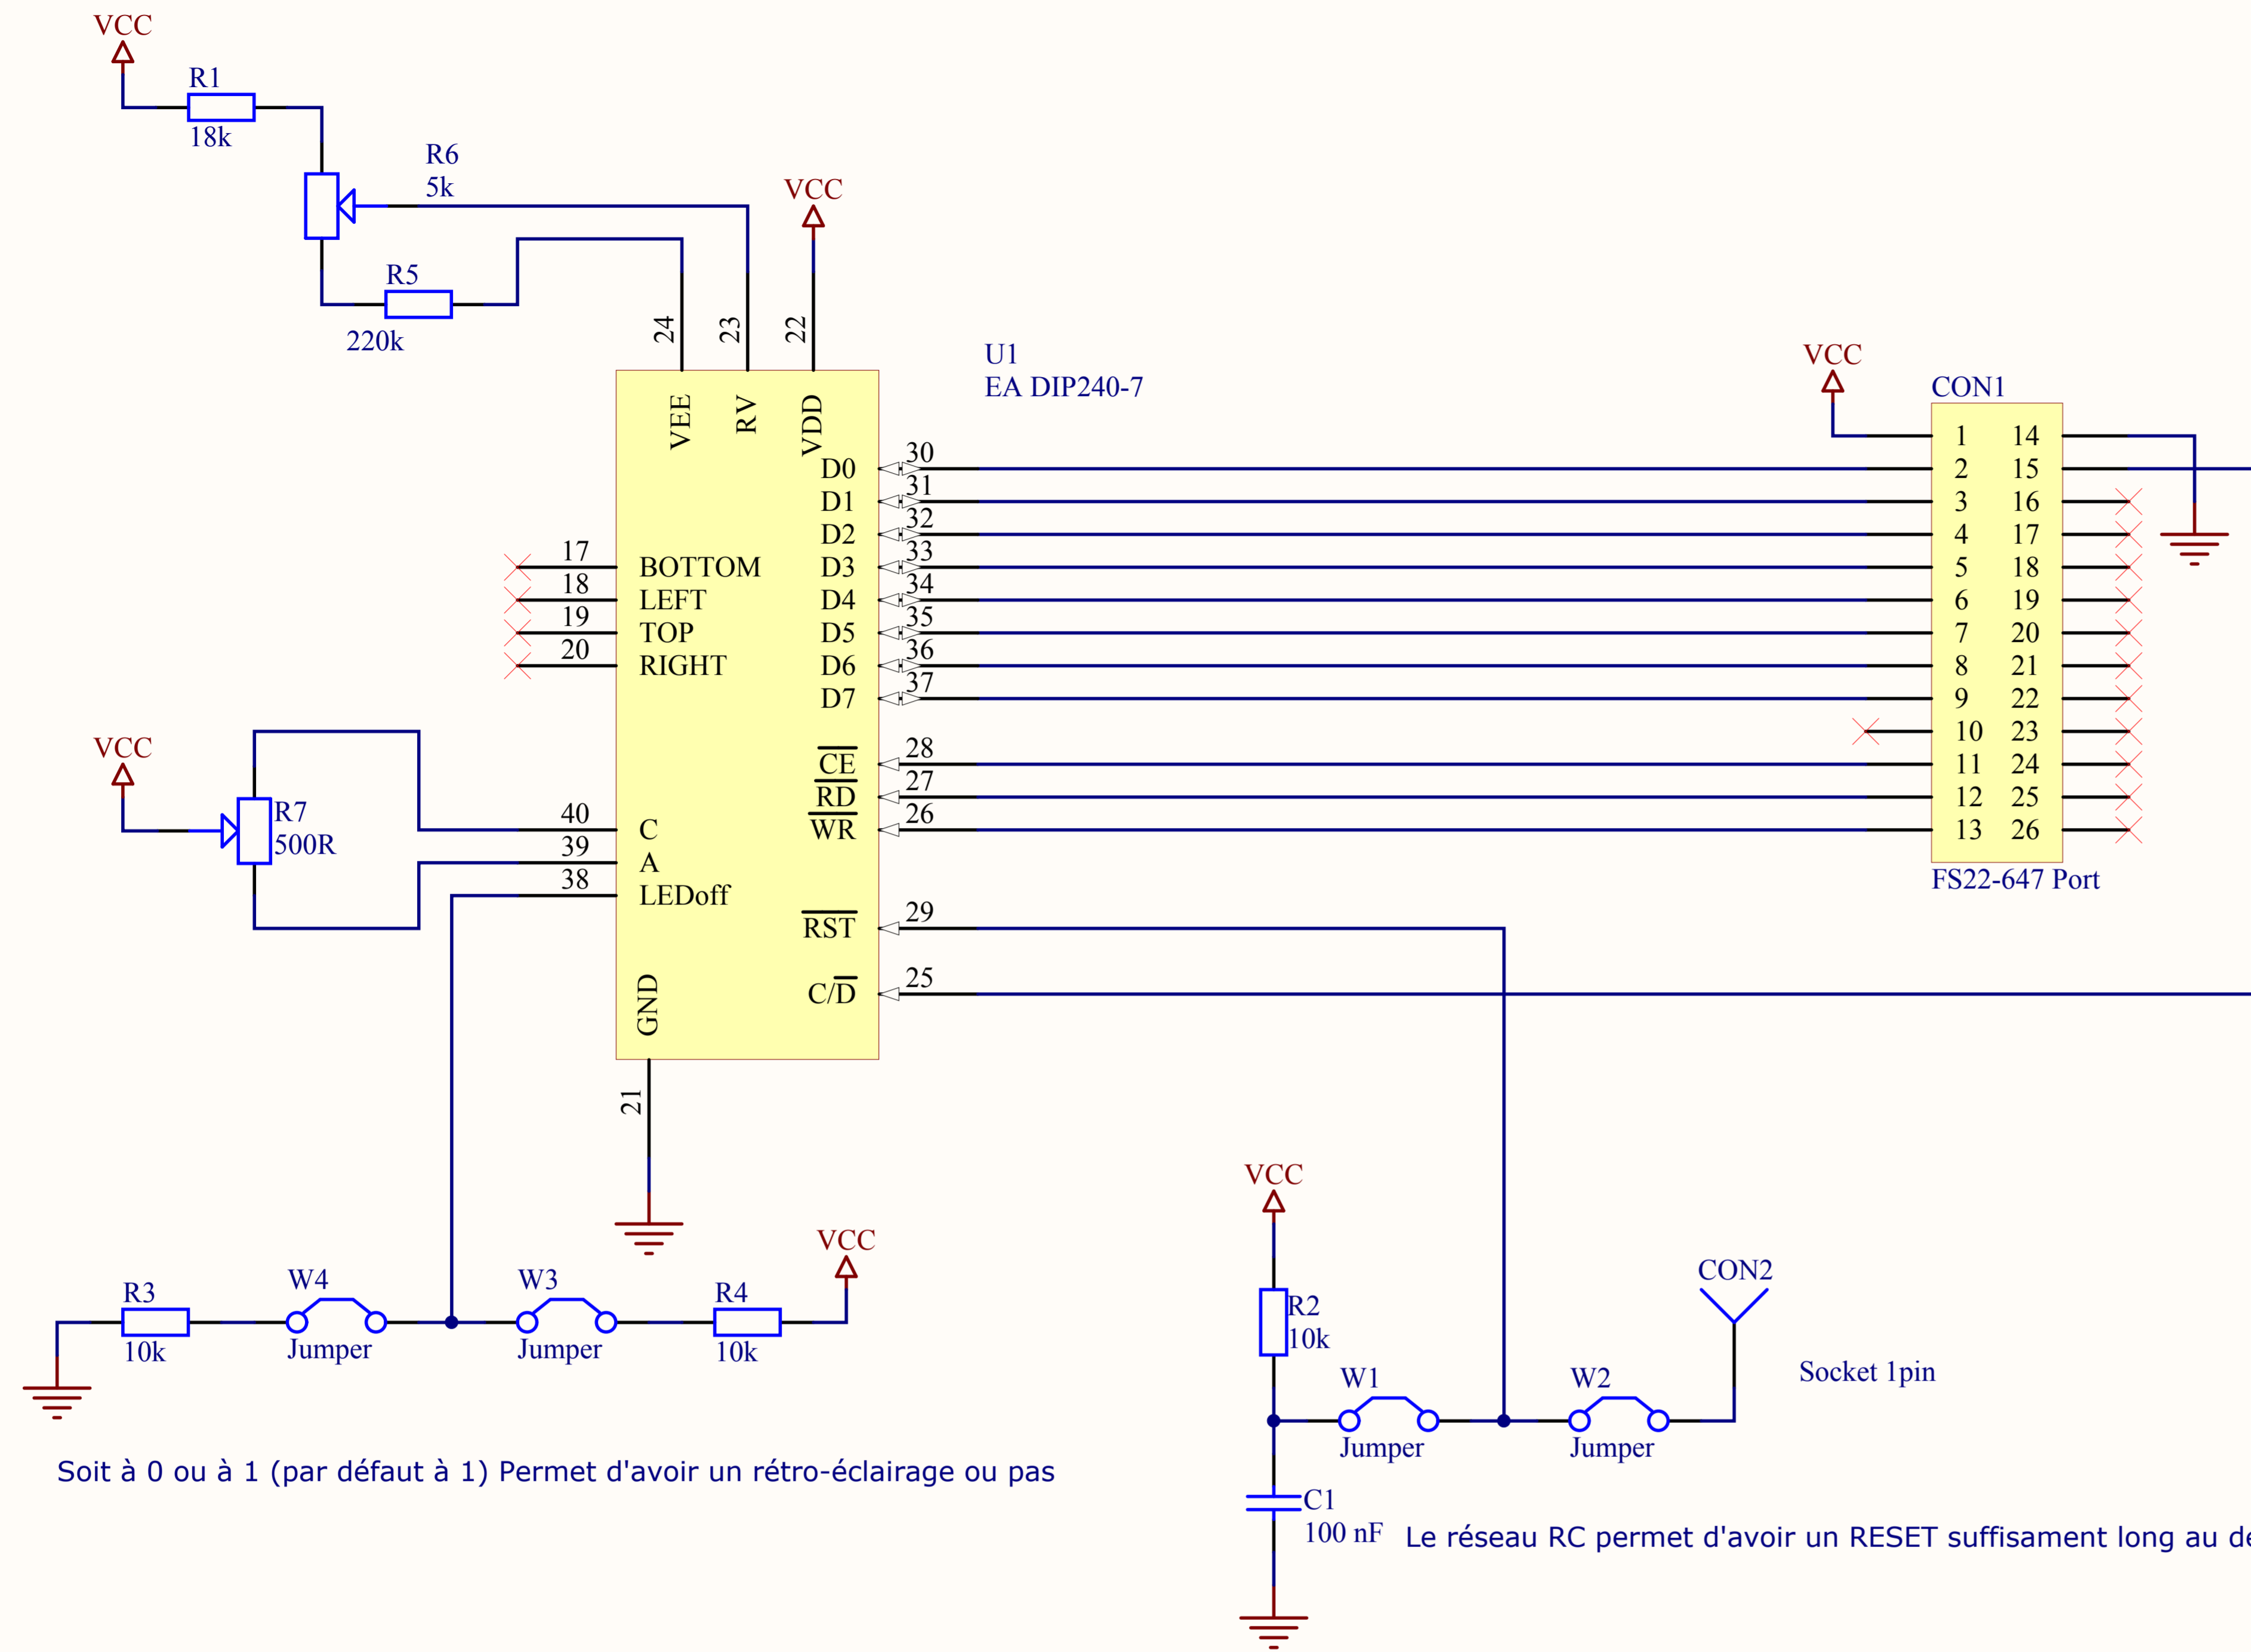 VCC
R1
18k
R6
5k
VCC
R5
220k
24
23
22
U1
EA DIP240-7
VCC
CON1
VEE
RV
VDD
D0 30
D1 31
D2 32
D3 33
D4 34
D5 35
D6 36
D7 37
17 BOTTOM
18 LEFT
19 TOP
20 RIGHT
1 14
2 15
3 16
4 17
5 18
6 19
7 20
8 21
9 22
10 23
11 24
12 25
13 26
FS22-647 Port
VCC
R7
500R
40 C
39 A
38 LEDoff
CE 28
RD 27
WR 26
RST 29
C/D 25
GND
21
VCC
VCC
R3
10k
W4
Jumper
W3
Jumper
R4
10k
R2
10k
CON2
W1
Jumper
W2
Jumper
Socket 1pin
Soit à 0 ou à 1 (par défaut à 1) Permet d'avoir un rétro-éclairage ou pas
C1
100 nF
Le réseau RC permet d'avoir un RESET suffisament long au